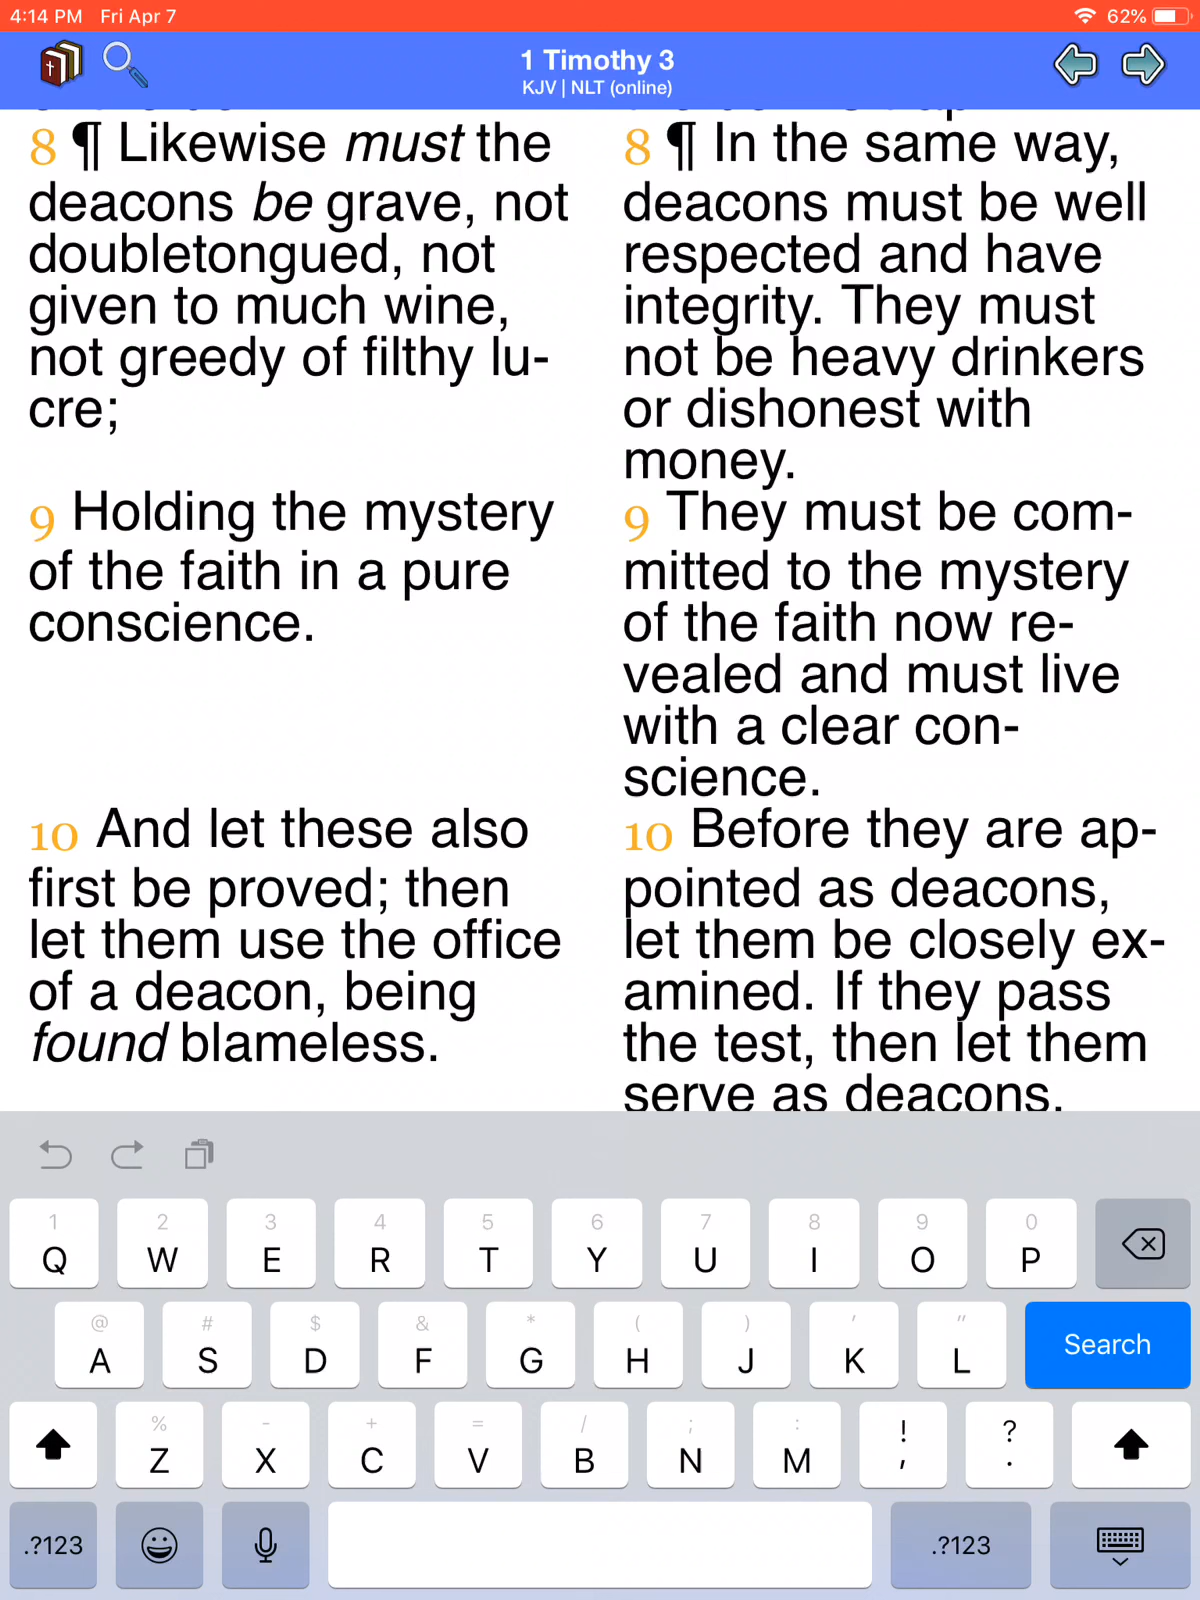 4:14 PM Fri Apr 7
62%
1 Timothy 3
KJV | NLT (online)
8 ¶ Likewise must the
deacons be grave, not
doubletongued, not
given to much wine,
not greedy of filthy lu-
cre;
9 Holding the mystery
of the faith in a pure
conscience.
10 And let these also
first be proved; then
let them use the office
of a deacon, being
found blameless.
8 ¶ In the same way,
deacons must be well
respected and have
integrity. They must
not be heavy drinkers
or dishonest with
money.
9 They must be com-
mitted to the mystery
of the faith now re-
vealed and must live
with a clear con-
science.
10 Before they are ap-
pointed as deacons,
let them be closely ex-
amined. If they pass
the test, then let them
serve as deacons.
1 2 3 4 5 6 7 8 9 0
Q W E R T Y U I O P
@ # $ & * ( ) ' "
A S D F G H J K L Search
% - + = / ; : ! ?
Z X C V B N M , .
.?123 .?123